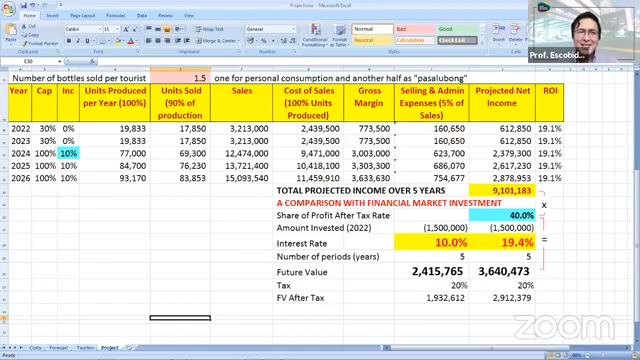 Projections - Microsoft Excel
Normal Bad Good
Neutral Calculation Check Cell
E30
Prof. Escobid...
Number of bottles sold per tourist 1.5 one for personal consumption and another half as "pasalubong"
Year Cap Inc Units Produced per Year (100%) Units Sold (90% of production Sales Cost of Sales (100% Units Produced) Gross Margin Selling & Admin Expenses (5% of Sales) Projected Net Income ROI
2022 30% 0% 19,833 17,850 3,213,000 2,439,500 773,500 160,650 612,850 19.1%
2023 30% 0% 19,833 17,850 3,213,000 2,439,500 773,500 160,650 612,850 19.1%
2024 100% 10% 77,000 69,300 12,474,000 9,471,000 3,003,000 623,700 2,379,300 19.1%
2025 100% 10% 84,700 76,230 13,721,400 10,418,100 3,303,300 686,070 2,617,230 19.1%
2026 100% 10% 93,170 83,853 15,093,540 11,459,910 3,633,630 754,677 2,878,953 19.1%
TOTAL PROJECTED INCOME OVER 5 YEARS 9,101,183
A COMPARISON WITH FINANCIAL MARKET INVESTMENT x
Share of Profit After Tax Rate 40.0%
Amount Invested (2022) (1,500,000) (1,500,000)
Interest Rate 10.0% 19.4% =
Number of periods (years) 5 5
Future Value 2,415,765 3,640,473
Tax 20% 20%
FV After Tax 1,932,612 2,912,379
zoom
Costs Forecast Tourism Project